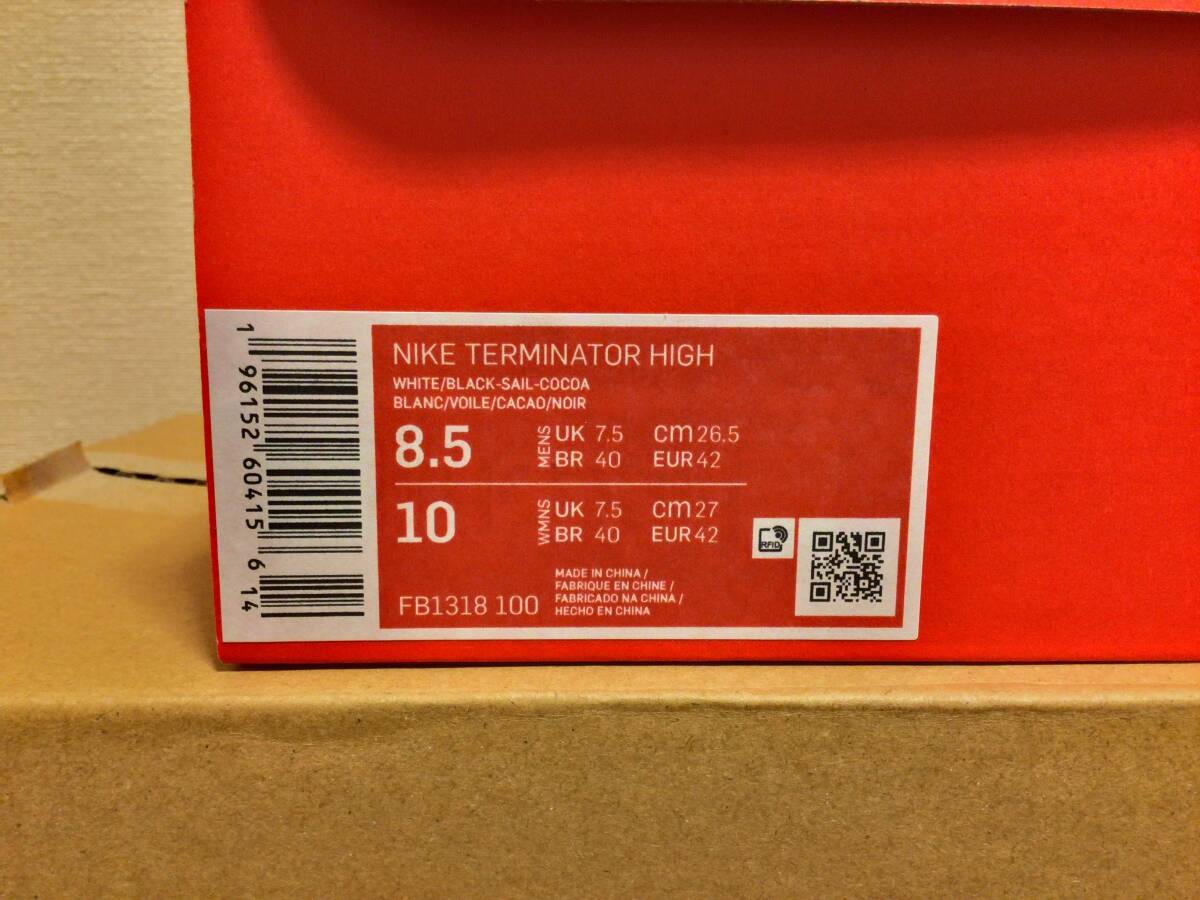 1 96152 60415 6 14
NIKE TERMINATOR HIGH
WHITE/BLACK-SAIL-COCOA
BLANC/VOILE/CACAO/NOIR
8.5 MENS UK 7.5 cm 26.5
BR 40 EUR 42
10 WMNS UK 7.5 cm 27
BR 40 EUR 42
RFID
FB1318 100
MADE IN CHINA /
FABRIQUE EN CHINE /
FABRICADO NA CHINA /
HECHO EN CHINA